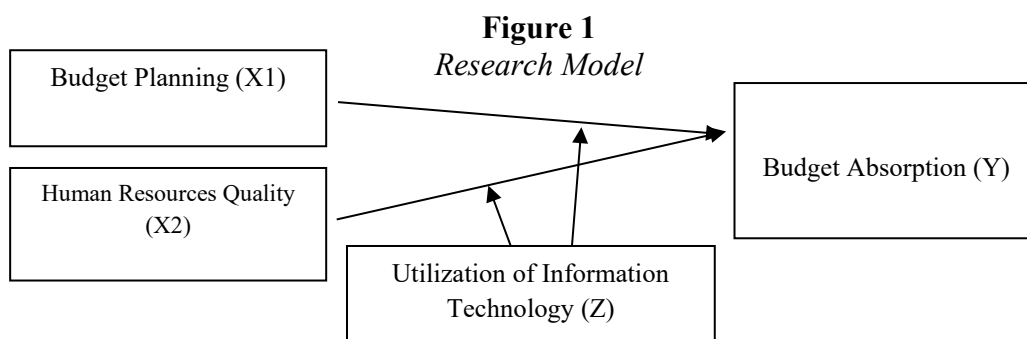 Figure 1
Research Model
Budget Planning (X1)
Human Resources Quality
(X2)
Budget Absorption (Y)
Utilization of Information
Technology (Z)